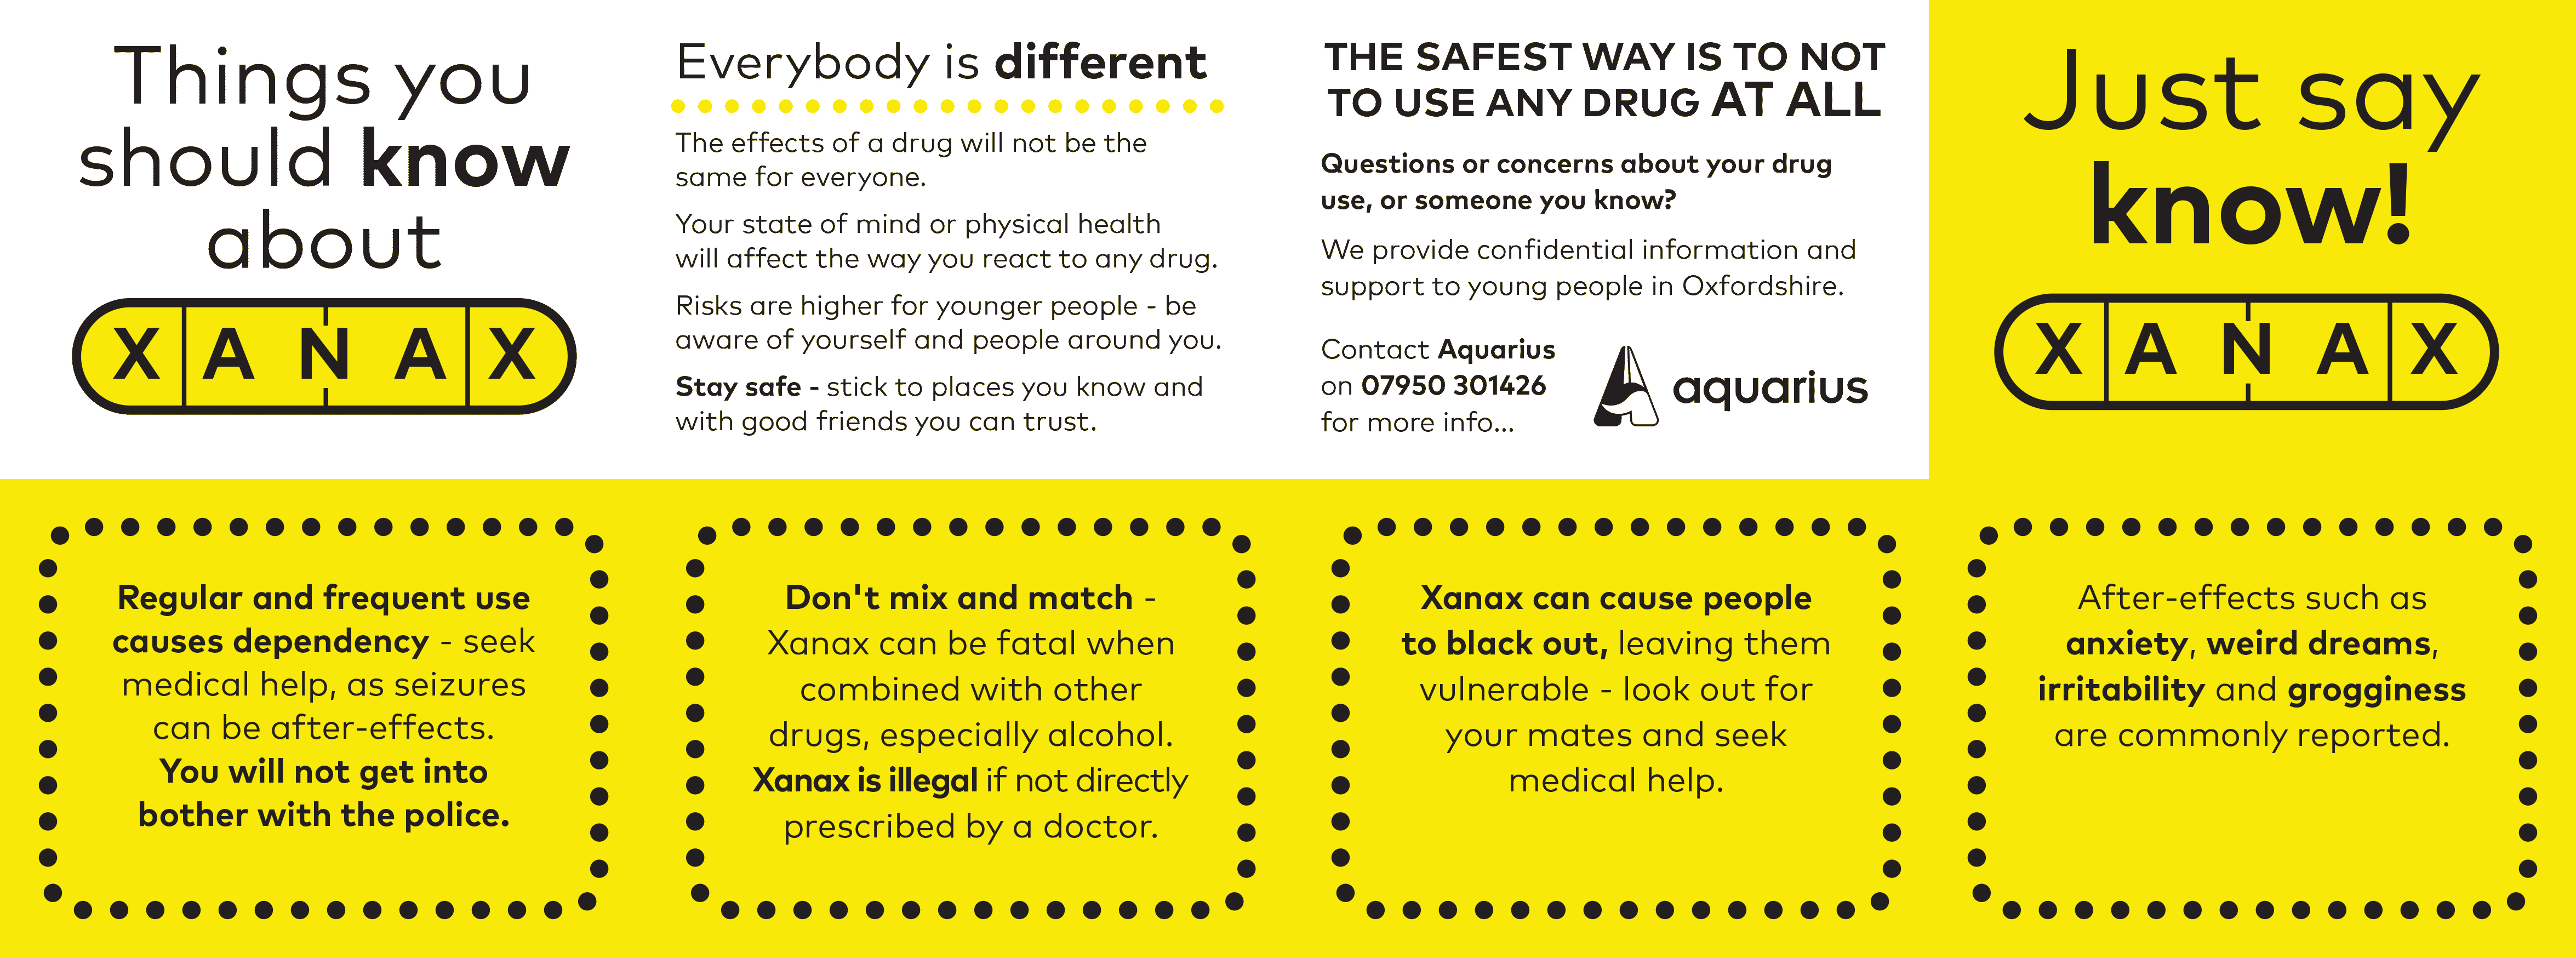 Things you
should know
about
XANAX
Everybody is different
The effects of a drug will not be the
same for everyone.
Your state of mind or physical health
will affect the way you react to any drug.
Risks are higher for younger people - be
aware of yourself and people around you.
Stay safe - stick to places you know and
with good friends you can trust.
THE SAFEST WAY IS TO NOT
TO USE ANY DRUG AT ALL
Questions or concerns about your drug
use, or someone you know?
We provide confidential information and
support to young people in Oxfordshire.
Contact Aquarius
on 07950 301426
for more info...
aquarius
Just say
know!
XANAX
Regular and frequent use
causes dependency - seek
medical help, as seizures
can be after-effects.
You will not get into
bother with the police.
Don't mix and match -
Xanax can be fatal when
combined with other
drugs, especially alcohol.
Xanax is illegal if not directly
prescribed by a doctor.
Xanax can cause people
to black out, leaving them
vulnerable - look out for
your mates and seek
medical help.
After-effects such as
anxiety, weird dreams,
irritability and grogginess
are commonly reported.